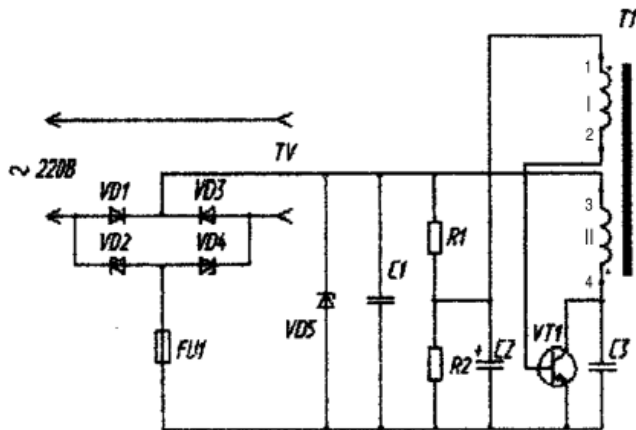 T1
1
I
2
TV
~ 220В
VD1
VD3
3
II
4
VD2
VD4
R1
C1
VD5
VT1
FU1
R2
+
C2
C3